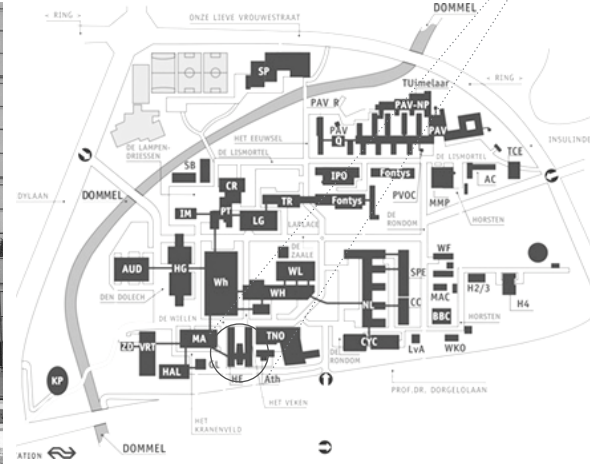 DOMMEL
< RING >
ONZE LIEVE VROUWESTRAAT
SP
TUimelaar
< RING >
PAV R
PAV-NP
HET EEUWSEL
PAV
PAV
Q
INSULINDE
DE LAMPEN-
DRIESSEN
DE LISMORTEL
DE LISMORTEL
TCE
SB
IPO
Fontys
AC
CR
DYLAAN
DOMMEL
PVOC
MMP
TR
Fontys
IM
PT
LG
DE
RONDOM
HORSTEN
LAPLACE
DE
ZAALE
WF
AUD
HG
Wh
WL
SPE
H2/3
WH
MAC
H4
DEN DOLECH
NL
CC
BBC
HORSTEN
DE WIELEN
MA
TNO
ZD
VRT
CYC
DE
RONDOM
LvA
WKO
GL
KP
HAL
HE
Ath
PROF.DR. DORGELOLAAN
HET VEKEN
HET
KRANENVELD
DOMMEL
ATION